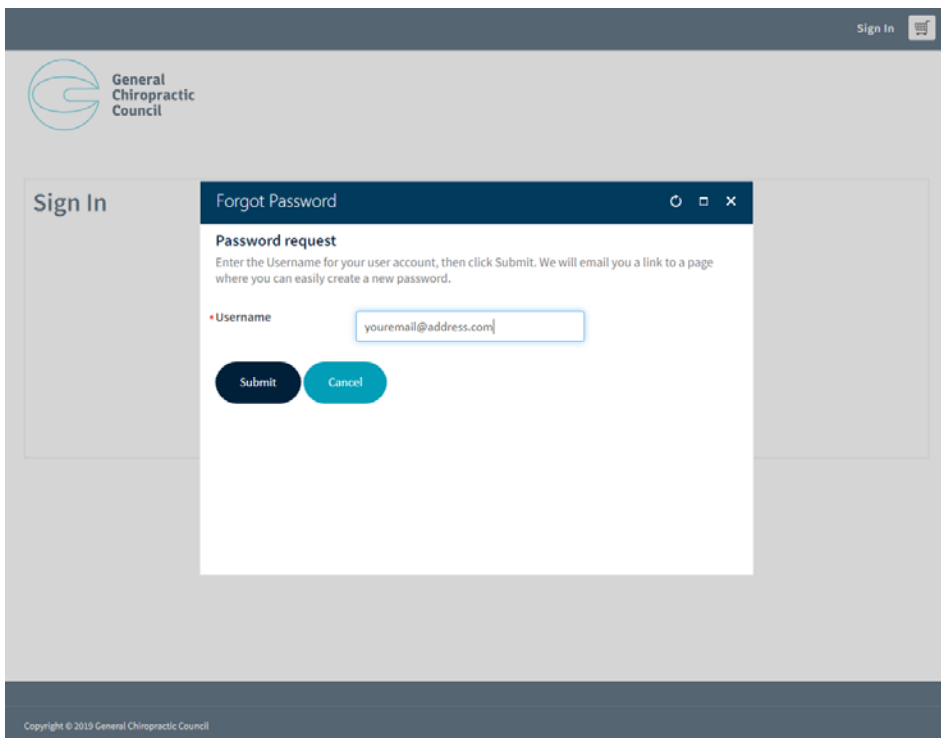 Sign In
General
Chiropractic
Council
Sign In
Forgot Password
Password request
Enter the Username for your user account, then click Submit. We will email you a link to a page
where you can easily create a new password.
*Username
youremail@address.com
Submit
Cancel
Copyright © 2019 General Chiropractic Council